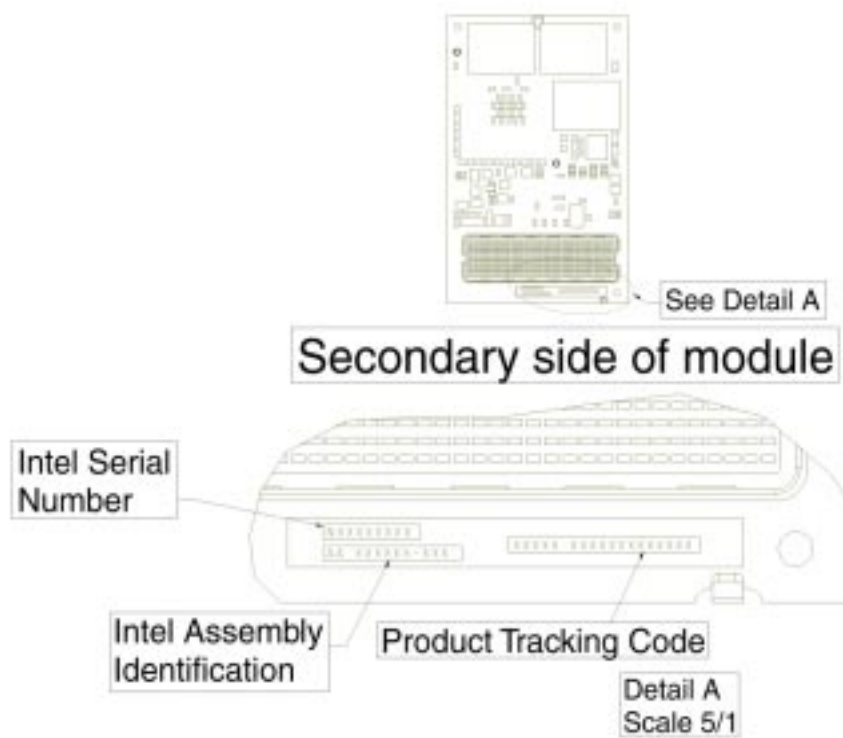 See Detail A
Secondary side of module
Intel Serial
Number
Intel Assembly
Identification
Product Tracking Code
Detail A
Scale 5/1